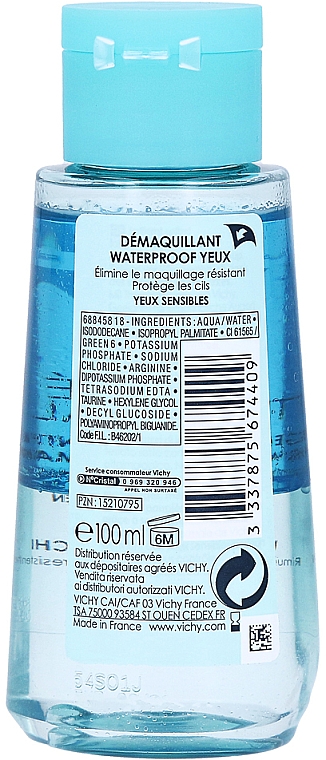 DÉMAQUILLANT
WATERPROOF YEUX
Élimine le maquillage résistant
Protège les cils
YEUX SENSIBLES
68845818 - INGREDIENTS: AQUA/WATER •
ISODODECANE • ISOPROPYL PALMITATE • CI 61565 /
GREEN 6 • POTASSIUM
PHOSPHATE • SODIUM
CHLORIDE • ARGININE
DIPOTASSIUM PHOSPHATE •
TETRASODIUM EDTA •
TAURINE • HEXYLENE GLYCOL
• DECYL GLUCOSIDE •
POLYAMINOPROPYL BIGUANIDE.
Code F.I.L.: B46202/1
Service consommateur Vichy
N°Cristal 0 969 320 946
APPEL NON SURTAXÉ
PZN: 15210795
3 337875 674409
e 100 ml 6M
Distribution réservée
aux dépositaires agréés VICHY.
Vendita riservata
ai distributori autorizzati VICHY.
VICHY CAI/CAF 03 Vichy France
TSA 75000 93584 ST OUEN CEDEX FR
Made in France www.vichy.com
54S01J